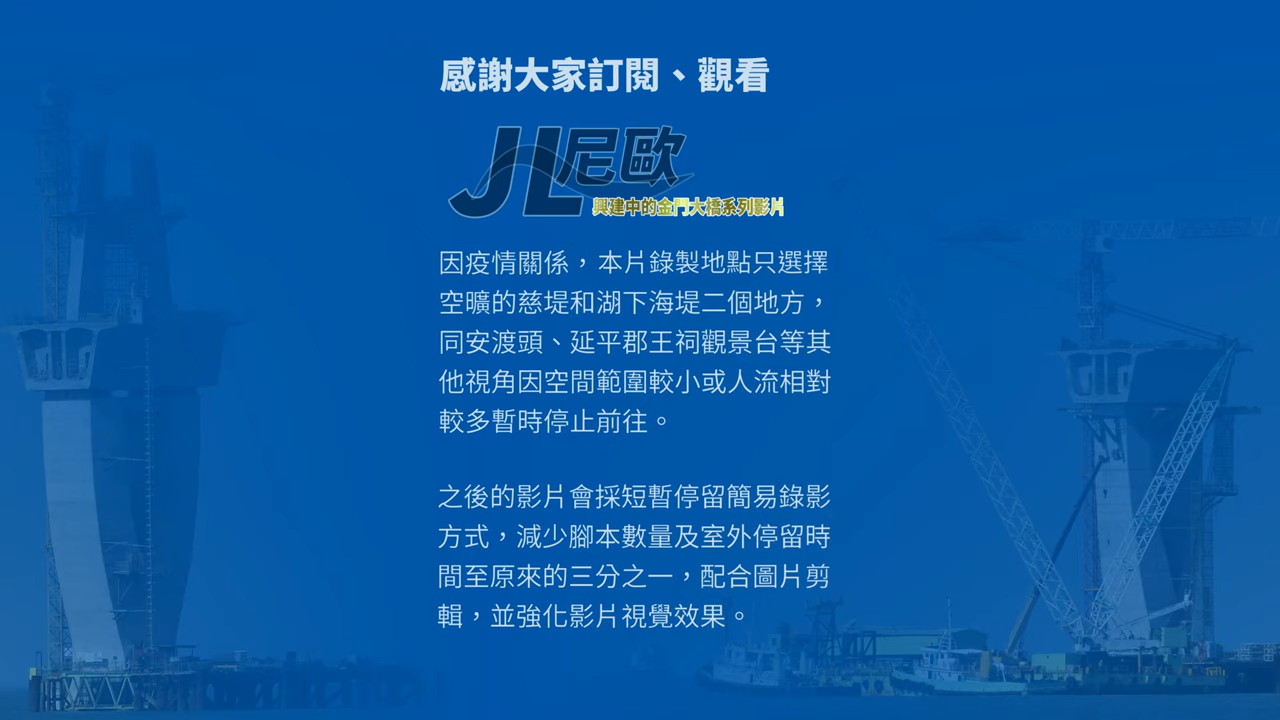 感謝大家訂閱、觀看
JL尼歐
興建中的金門大橋系列影片
因疫情關係，本片錄製地點只選擇
空曠的慈堤和湖下海堤二個地方，
同安渡頭、延平郡王祠觀景台等其
他視角因空間範圍較小或人流相對
較多暫時停止前往。
之後的影片會採短暫停留簡易錄影
方式，減少腳本數量及室外停留時
間至原來的三分之一，配合圖片剪
輯，並強化影片視覺效果。